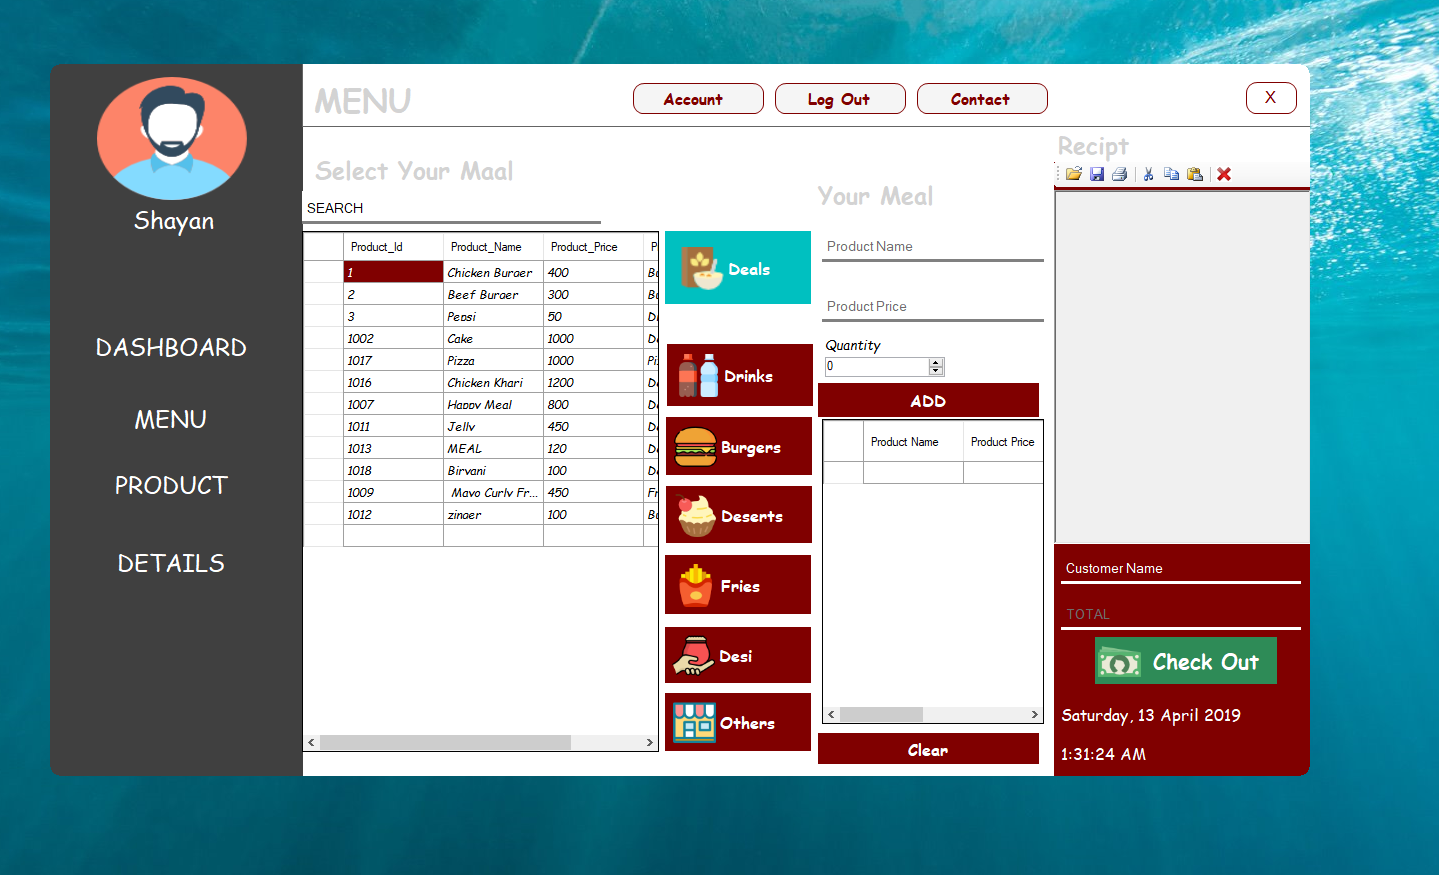 MENU
Account
Log Out
Contact
X
Shayan
DASHBOARD
MENU
PRODUCT
DETAILS
Select Your Maal
SEARCH
Product_Id Product_Name Product_Price P
1 Chicken Burger 400 Bu
2 Beef Burger 300 Bu
3 Pepsi 50
1002 Cake 1000
1017 Pizza 1000 Pi
1016 Chicken Khari 1200
1007 Happy Meal 800
1011 Jelly 450
1013 MEAL 120
1018 Biryani 100
1009 Mayo Curly Fr... 450 Fr
1012 zinger 100 Bu
Deals
Drinks
Burgers
Deserts
Fries
Desi
Others
Your Meal
Product Name
Product Price
Quantity
0
ADD
Product Name Product Price
Clear
Recipt
Customer Name
TOTAL
Check Out
Saturday, 13 April 2019
1:31:24 AM